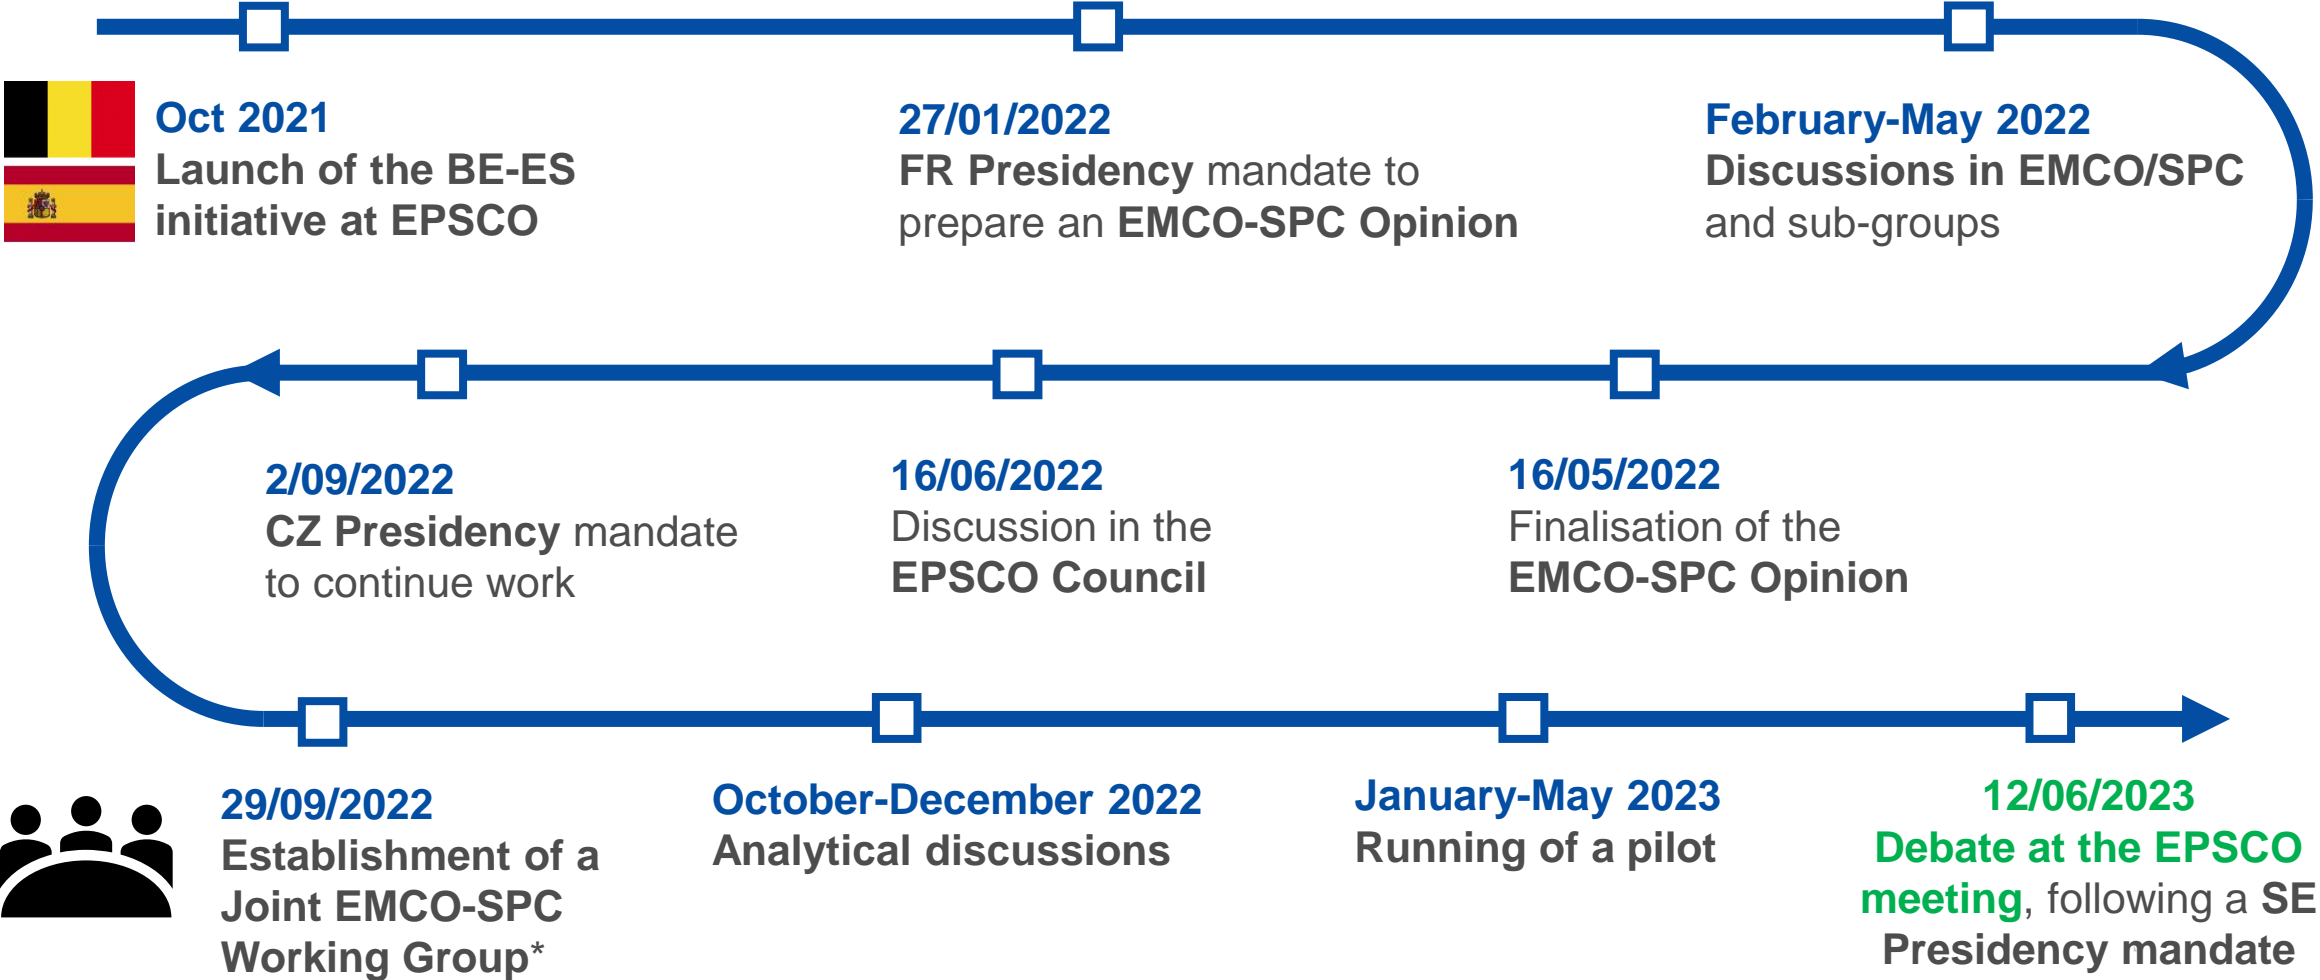 Oct 2021
Launch of the BE-ES
initiative at EPSCO
27/01/2022
FR Presidency mandate to
prepare an EMCO-SPC Opinion
February-May 2022
Discussions in EMCO/SPC
and sub-groups
2/09/2022
CZ Presidency mandate
to continue work
16/06/2022
Discussion in the
EPSCO Council
16/05/2022
Finalisation of the
EMCO-SPC Opinion
29/09/2022
Establishment of a
Joint EMCO-SPC
Working Group*
October-December 2022
Analytical discussions
January-May 2023
Running of a pilot
12/06/2023
Debate at the EPSCO
meeting, following a SE
Presidency mandate